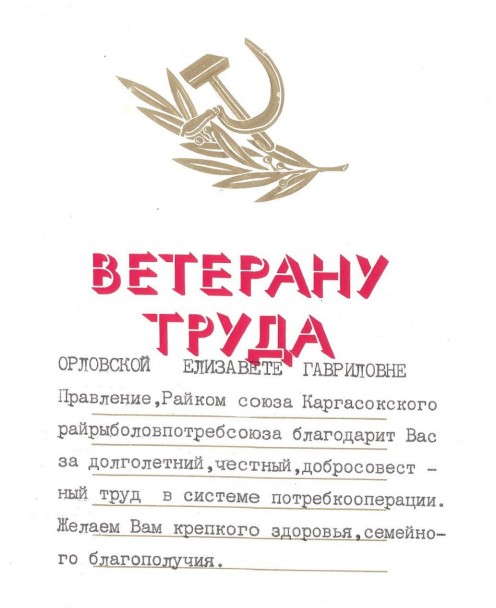 ВЕТЕРАНУ
ТРУДА
ОРЛОВСКОЙ ЕЛИЗАВЕТЕ ГАВРИЛОВНЕ
Правление,Райком союза Каргасокского
райрыболовпотребсоюза благодарит Вас
за долголетний,честный,добросовест -
ный труд в системе потребкооперации.
Желаем Вам крепкого здоровья,семейно-
го благополучия.